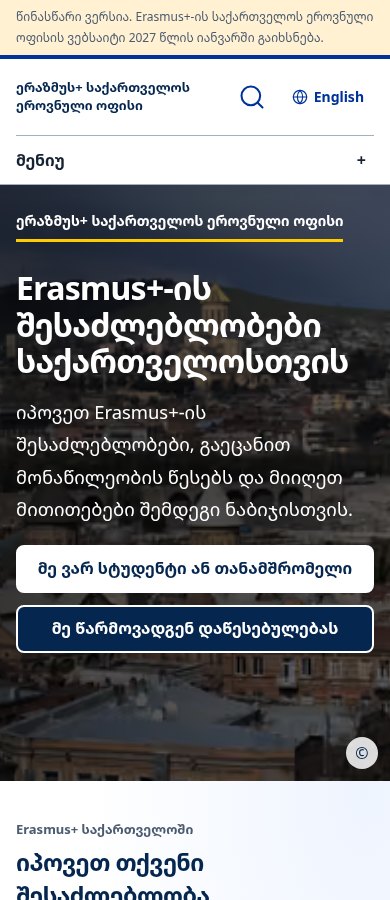 წინასწარი ვერსია. Erasmus+-ის საქართველოს ეროვნული
ოფისის ვებსაიტი 2027 წლის იანვარში გაიხსნება.
ერაზმუს+ საქართველოს
ეროვნული ოფისი
English
მენიუ +
ერაზმუს+ საქართველოს ეროვნული ოფისი
Erasmus+-ის
შესაძლებლობები
საქართველოსთვის
იპოვეთ Erasmus+-ის
შესაძლებლობები, გაეცანით
მონაწილეობის წესებს და მიიღეთ
მითითებები შემდეგი ნაბიჯისთვის.
მე ვარ სტუდენტი ან თანამშრომელი
მე წარმოვადგენ დაწესებულებას
©
Erasmus+ საქართველოში
იპოვეთ თქვენი
შესაძლებლობა